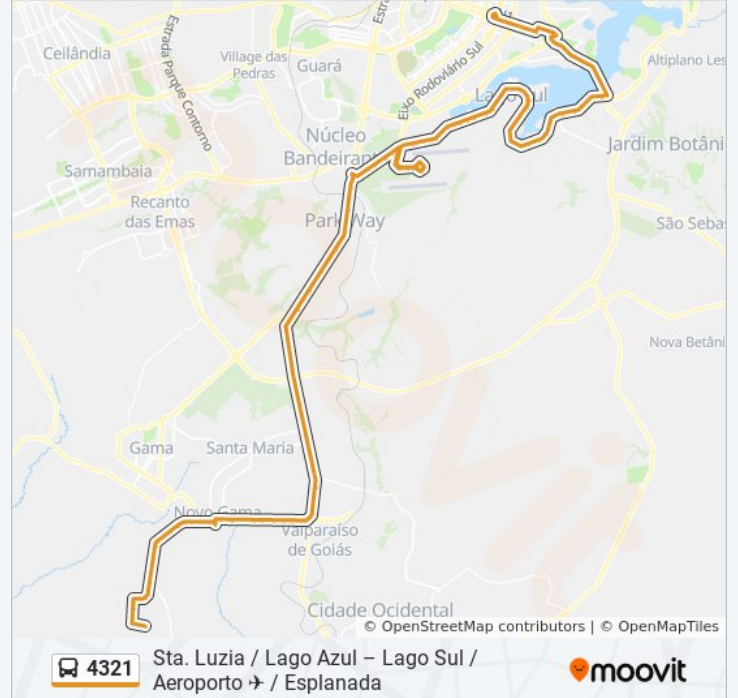 Ceilândia
Estrada Parque Contorno
Village das
Pedras
Guará
Eixo Rodoviário Sul
Altiplano Les
Lago Sul
Núcleo
Bandeirant
Jardim Botâni
Samambaia
Recanto
das Emas
Park Way
São Seba
Nova Betâni
Gama
Santa Maria
Novo Gama
Valparaíso
de Goiás
Cidade Ocidental
© OpenStreetMap contributors | © OpenMapTiles
4321
Sta. Luzia / Lago Azul – Lago Sul /
Aeroporto ✈ / Esplanada
moovit